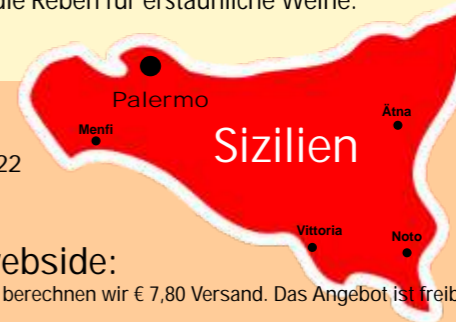 die Reben für erstaunliche Weine.
Palermo
Ätna
Menfi
Sizilien
22
Vittoria
Noto
ebside:
berechnen wir € 7,80 Versand. Das Angebot ist freib